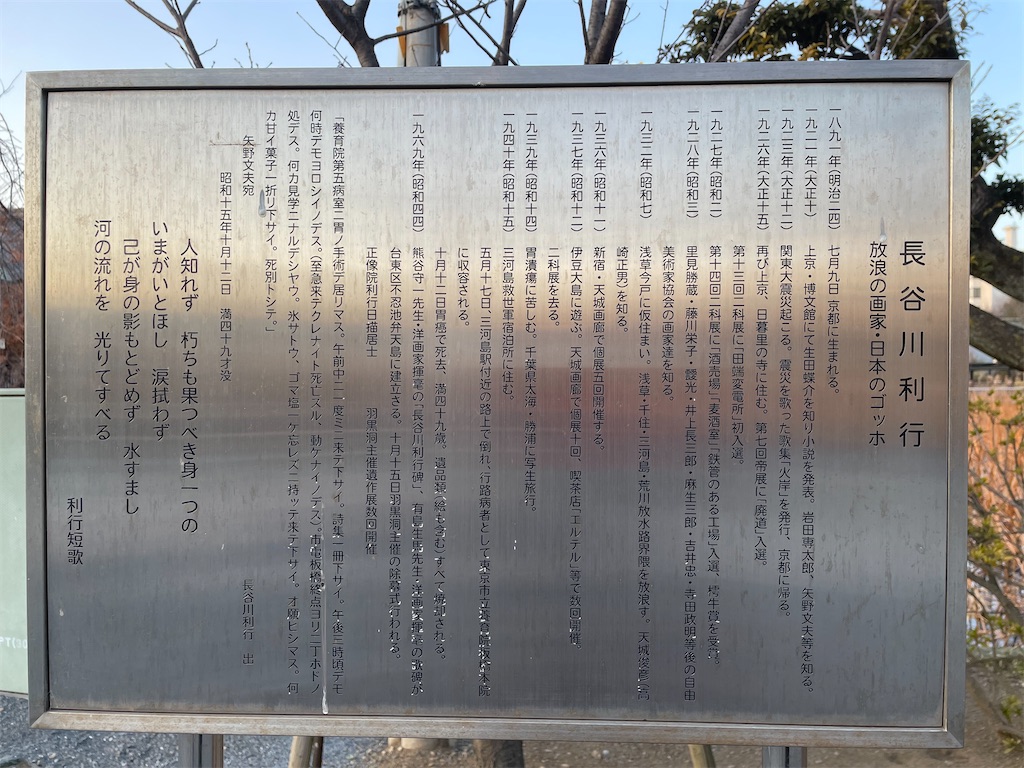 長谷川利行
放浪の画家・日本のゴッホ
一八九一年(明治二四) 七月九日 京都に生まれる。
一九二一年(大正十) 上京・博文館にて生田蝶介を知り小説を発表。岩田専太郎、矢野文夫等を知る。
一九二三年(大正十二) 関東大震災起こる。震災を歌った歌集「火岸」を発行、京都に帰る。
一九二六年(大正十五) 再び上京、日暮里の寺に住む。第七回帝展に「廃道」入選。
第十三回二科展に「田端変電所」初入選。
一九二七年(昭和二) 第十四回二科展に「酒売場」「麦酒室」「鉄管のある工場」入選、樗牛賞を受賞。
一九二八年(昭和三) 里見勝蔵・藤川栄子・靉光・井上長三郎・麻生三郎・吉井忠・寺田政明等後の自由
美術家協会の画家達を知る。
一九三二年(昭和七) 浅草今戸に仮住まい。浅草・千住・三河島・荒川放水路界隈を放浪す。天城俊彦(高
崎正男)を知る。
一九三六年(昭和十一) 新宿・天城画廊で個展五回開催する。
一九三七年(昭和十二) 伊豆大島に遊ぶ。天城画廊で個展十回、喫茶店「エルテル」等で数回開催。
二科展を去る。
一九三九年(昭和十四) 胃潰瘍に苦しむ。千葉県太海・勝浦に写生旅行。
一九四十年(昭和十五) 三河島救世軍宿泊所に住む。
五月十七日、三河島駅付近の路上で倒れ、行路病者として東京市立養育院板橋本院
に収容される。
十月十二日胃癌で死去、満四十九歳。遺品類(絵も含む)すべて焼却される。
一九六九年(昭和四四) 熊谷守一先生・洋画家揮毫の「長谷川利行碑」、有島生馬先生・洋画家揮毫の歌碑が
台東区不忍池弁天島に建立さる。十月十五日羽黒洞主催の除幕式行われる。
正像院利行日描居士 羽黒洞主催遺作展数回開催
「養育院第五病室ニ胃ノ手術デ居リマス。午前中ニ一度ミニ来テ下サイ。詩集一冊下サイ。午後三時頃デモ
何時デモヨロシイノデス。(至急来テクレナイト死亡スル、動ケナイノデス)。市電板橋終点ヨリ二丁ホドノ
処デス。何カ見学ニナルデシヤウ。氷サトウ、ゴマ塩一ケ忘レズニ持ッテ来テ下サイ。オ願ヒシマス。何
カ甘イ菓子一折リ下サイ。死別トシテ。」
矢野文夫宛 長谷川利行 出
昭和十五年十月十二日 満四十九才没
人知れず 朽ちも果つべき身一つの
いまがいとほし 涙拭わず
己が身の影もとどめず 水すまし
河の流れを 光りてすべる
利行短歌